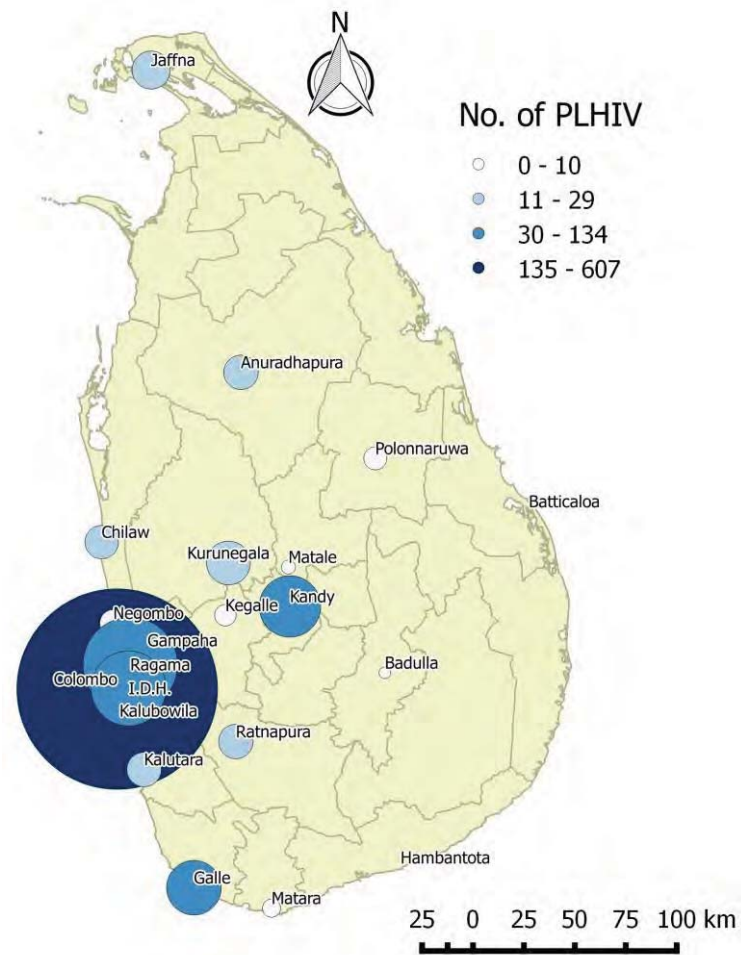 N
Jaffna
No. of PLHIV
0 - 10
11 - 29
30 - 134
135 - 607
Anuradhapura
Polonnaruwa
Batticaloa
Chilaw
Kurunegala
Matale
Kandy
Kegalle
Negombo
Gampaha
Ragama
Colombo
I.D.H.
Kalubowila
Badulla
Ratnapura
Kalutara
Hambantota
Galle
Matara
25 0 25 50 75 100 km